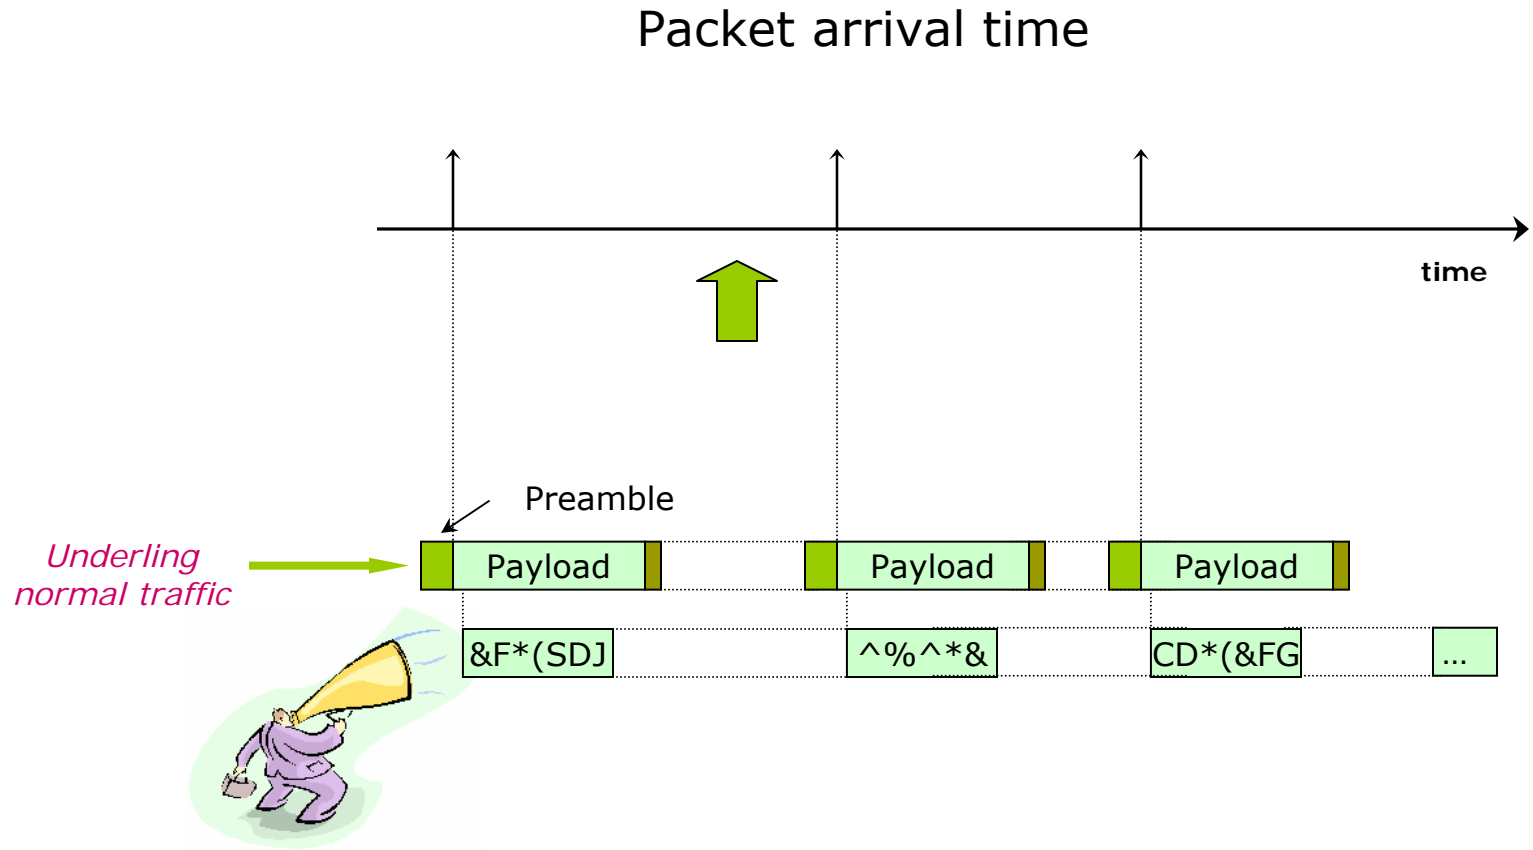 Packet arrival time
time
Preamble
Underling
normal traffic
Payload
Payload
Payload
&F*(SDJ
^%^*&
CD*(&FG
...